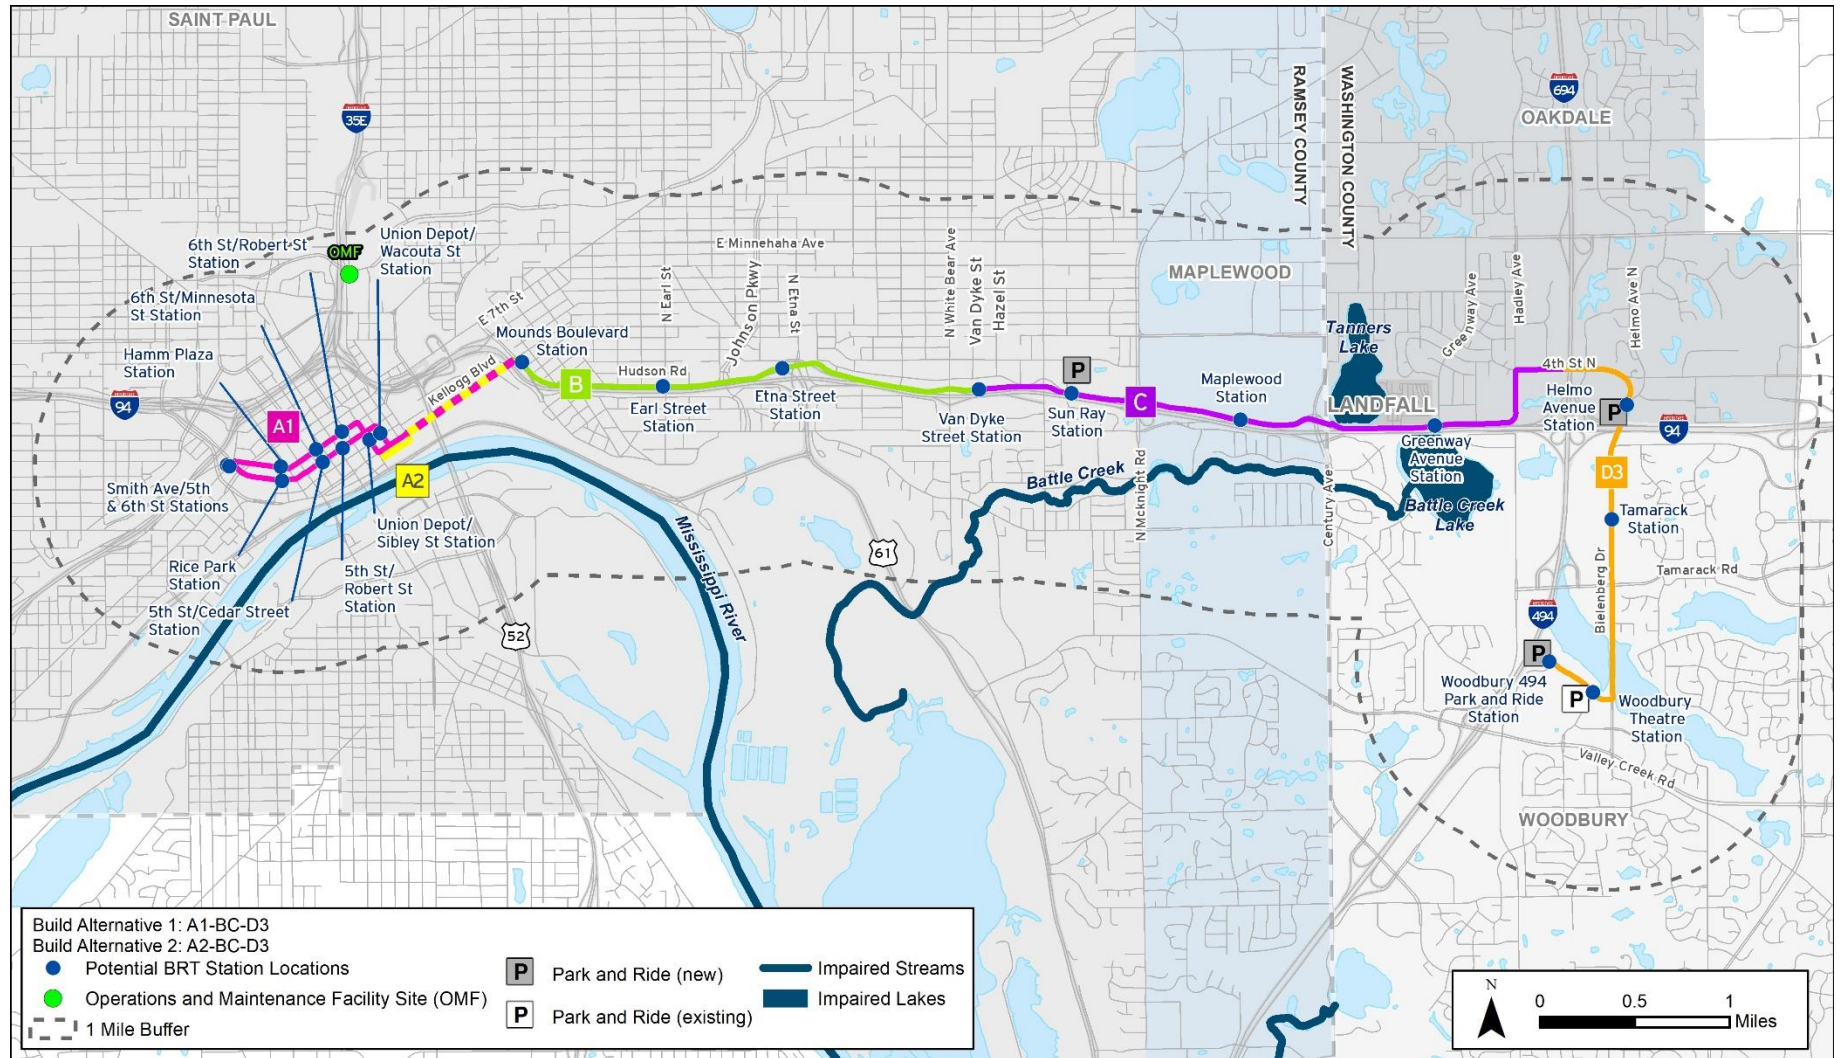 SAINT PAUL
35E
6th St/Robert St
Station
Union Depot/
Wacouta St
Station
OMF
6th St/Minnesota
St Station
Hamm Plaza
Station
94
A1
Smith Ave/5th
& 6th St Stations
Rice Park
Station
5th St/Cedar Street
Station
5th St/
Robert St
Station
Union Depot/
Sibley St Station
A2
Kellogg Blvd
E 7th St
Mounds Boulevard
Station
B
Hudson Rd
N Earl St
Earl Street
Station
Johnson Pkwy
E Minnehaha Ave
N Etna St
Etna Street
Station
N White Bear Ave
Van Dyke St
Hazel St
Van Dyke
Street Station
P
Sun Ray
Station
C
Maplewood
Station
MAPLEWOOD
RAMSEY COUNTY
WASHINGTON COUNTY
694
OAKDALE
Tanners
Lake
LANDFALL
Greenway Ave
Hadley Ave
Helmo Ave N
4th St N
Helmo
Avenue
Station
P
94
Greenway
Avenue
Station
Battle Creek
Lake
D3
Tamarack
Station
Tamarack Rd
Bielenberg Dr
494
P
Woodbury 494
Park and Ride
Station
P
Woodbury
Theatre
Station
Valley Creek Rd
WOODBURY
Battle Creek
N Mcknight Rd
Century Ave
61
52
Mississippi River
Build Alternative 1: A1-BC-D3
Build Alternative 2: A2-BC-D3
Potential BRT Station Locations
Operations and Maintenance Facility Site (OMF)
1 Mile Buffer
P Park and Ride (new)
P Park and Ride (existing)
Impaired Streams
Impaired Lakes
N
0 0.5 1
Miles